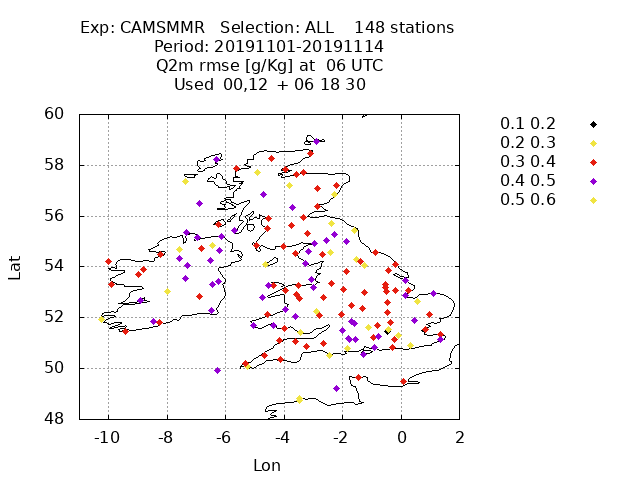 Exp: CAMSMMR   Selection: ALL    148 stations
Period: 20191101-20191114
Q2m rmse [g/Kg] at  06 UTC
Used  00,12  + 06 18 30
60
58
56
54
52
50
48
Lat
-10 -8 -6 -4 -2 0 2
Lon
0.1 0.2
0.2 0.3
0.3 0.4
0.4 0.5
0.5 0.6